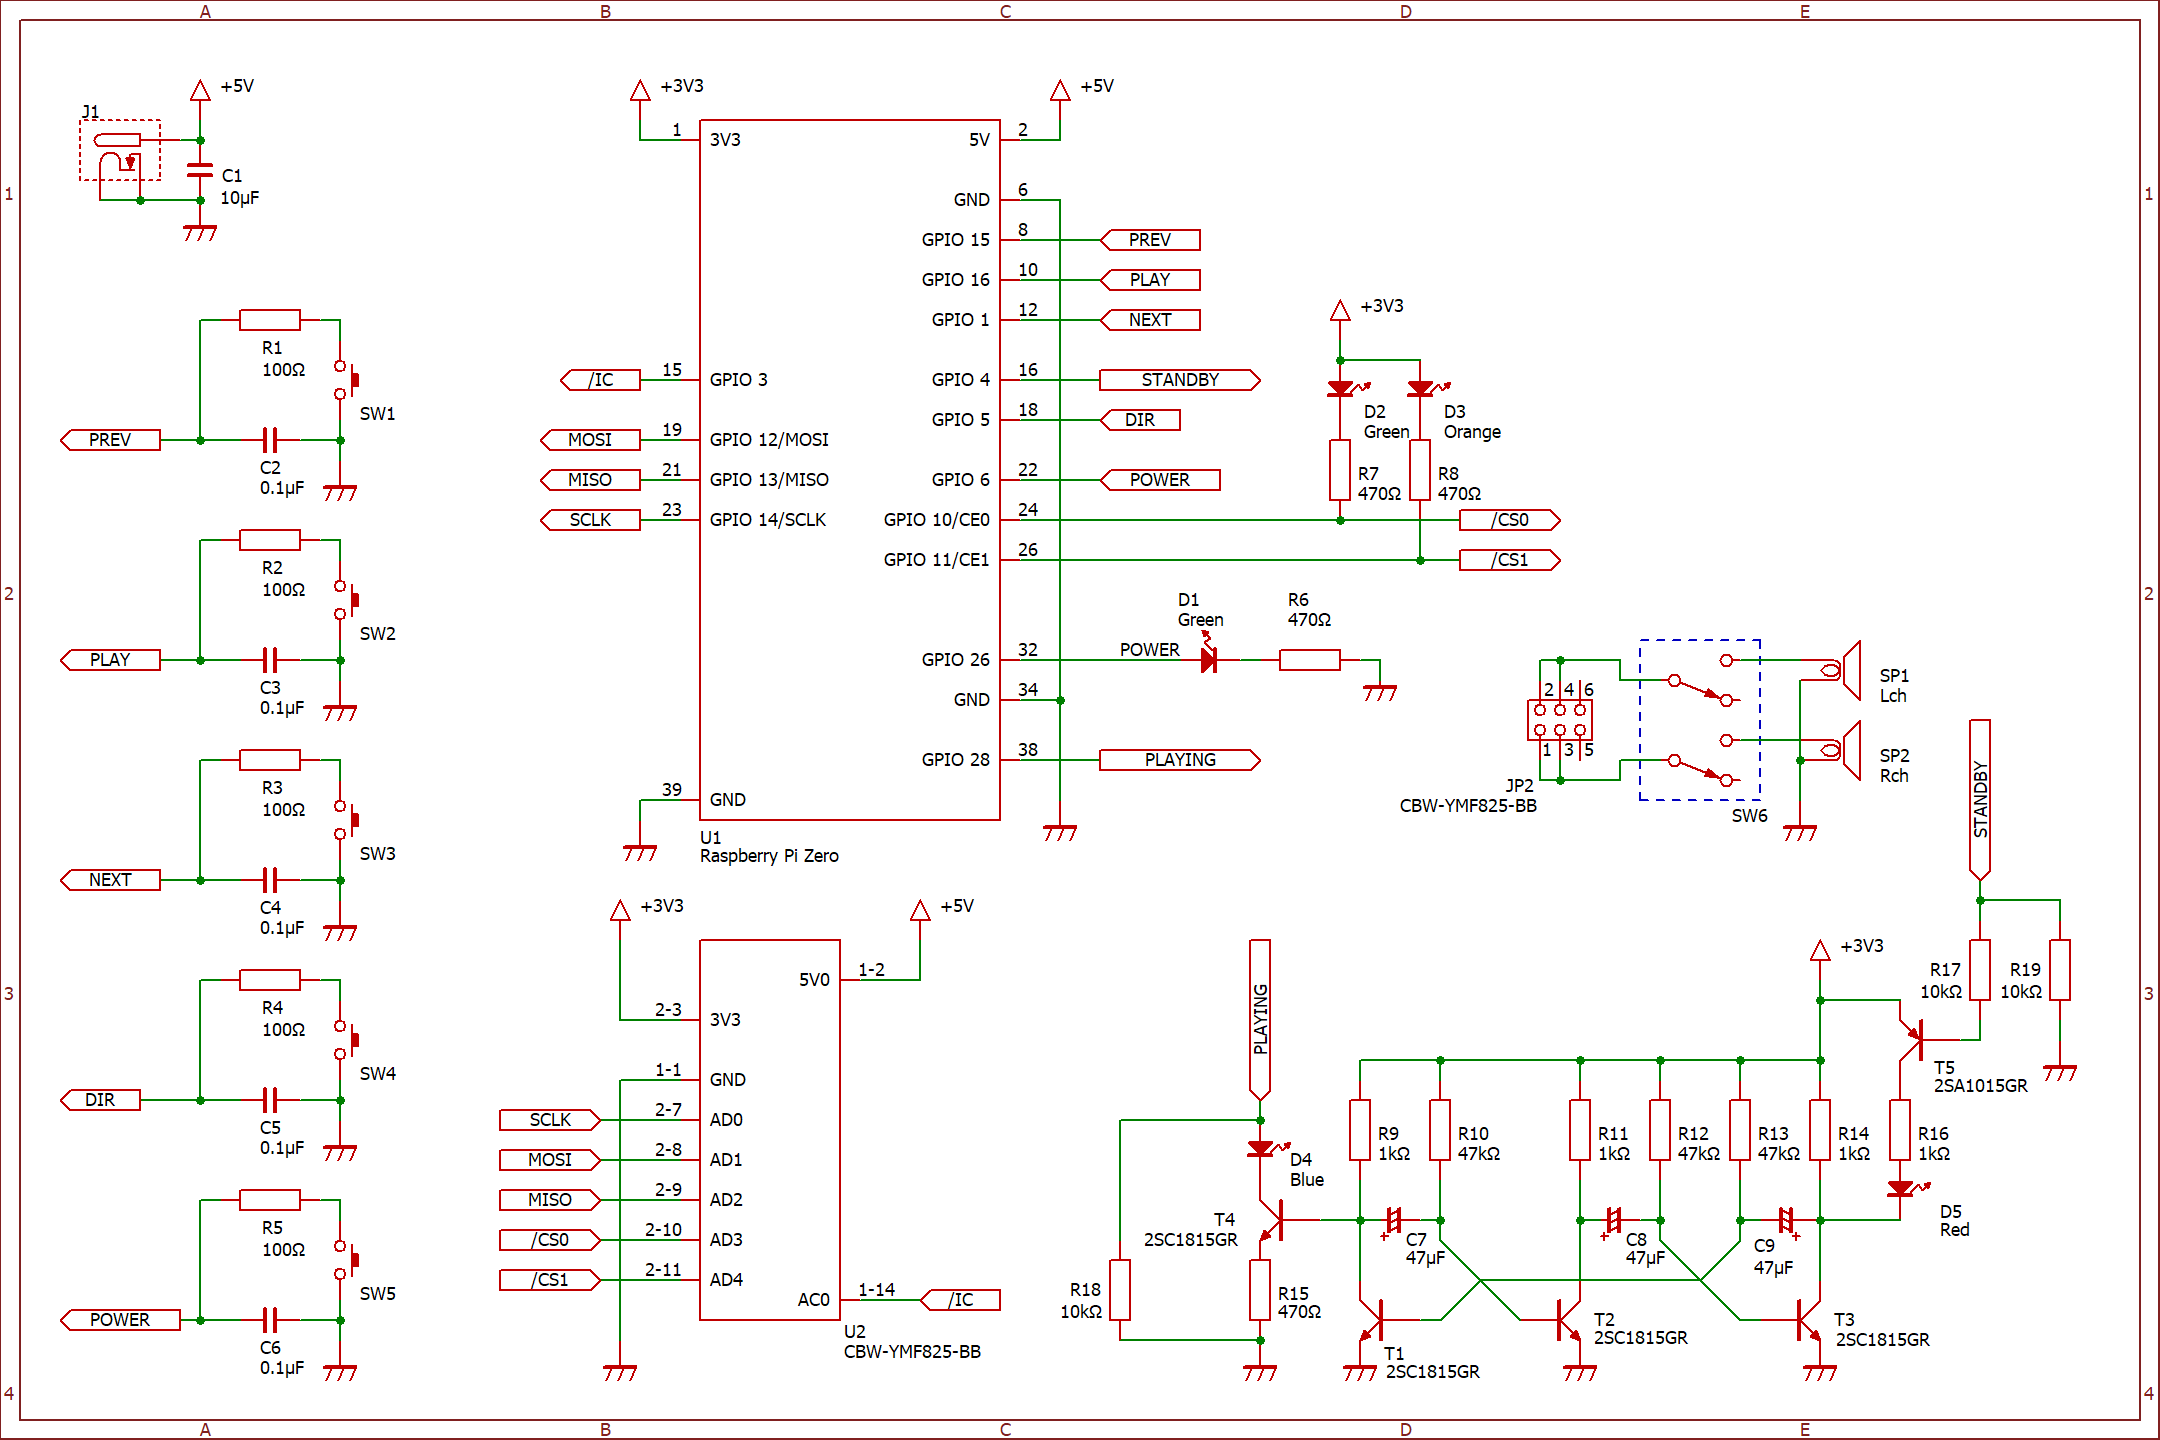 A B C D E
1
2
3
4
J1
+5V
C1
10µF
R1
100Ω
SW1
PREV
C2
0.1µF
R2
100Ω
SW2
PLAY
C3
0.1µF
R3
100Ω
SW3
NEXT
C4
0.1µF
R4
100Ω
SW4
DIR
C5
0.1µF
R5
100Ω
SW5
POWER
C6
0.1µF
+3V3
+5V
1 3V3
5V 2
GND 6
GPIO 15 8 PREV
GPIO 16 10 PLAY
GPIO 1 12 NEXT
/IC 15 GPIO 3
GPIO 4 16 STANDBY
GPIO 5 18 DIR
MOSI 19 GPIO 12/MOSI
MISO 21 GPIO 13/MISO
GPIO 6 22 POWER
SCLK 23 GPIO 14/SCLK
GPIO 10/CE0 24 /CS0
GPIO 11/CE1 26 /CS1
GPIO 26 32 POWER
GND 34
GPIO 28 38 PLAYING
39 GND
U1
Raspberry Pi Zero
+3V3
D2
Green
D3
Orange
R7
470Ω
R8
470Ω
D1
Green
R6
470Ω
2 4 6
1 3 5
JP2
CBW-YMF825-BB
SW6
SP1
Lch
SP2
Rch
+3V3
+5V
5V0 1-2
2-3 3V3
1-1 GND
SCLK 2-7 AD0
MOSI 2-8 AD1
MISO 2-9 AD2
/CS0 2-10 AD3
/CS1 2-11 AD4
AC0 1-14 /IC
U2
CBW-YMF825-BB
PLAYING
D4
Blue
T4
2SC1815GR
R18
10kΩ
R15
470Ω
R9
1kΩ
R10
47kΩ
R11
1kΩ
R12
47kΩ
R13
47kΩ
R14
1kΩ
R16
1kΩ
C7
47µF
C8
47µF
C9
47µF
D5
Red
T1
2SC1815GR
T2
2SC1815GR
T3
2SC1815GR
STANDBY
+3V3
R17
10kΩ
R19
10kΩ
T5
2SA1015GR
1
2
3
4
A B C D E